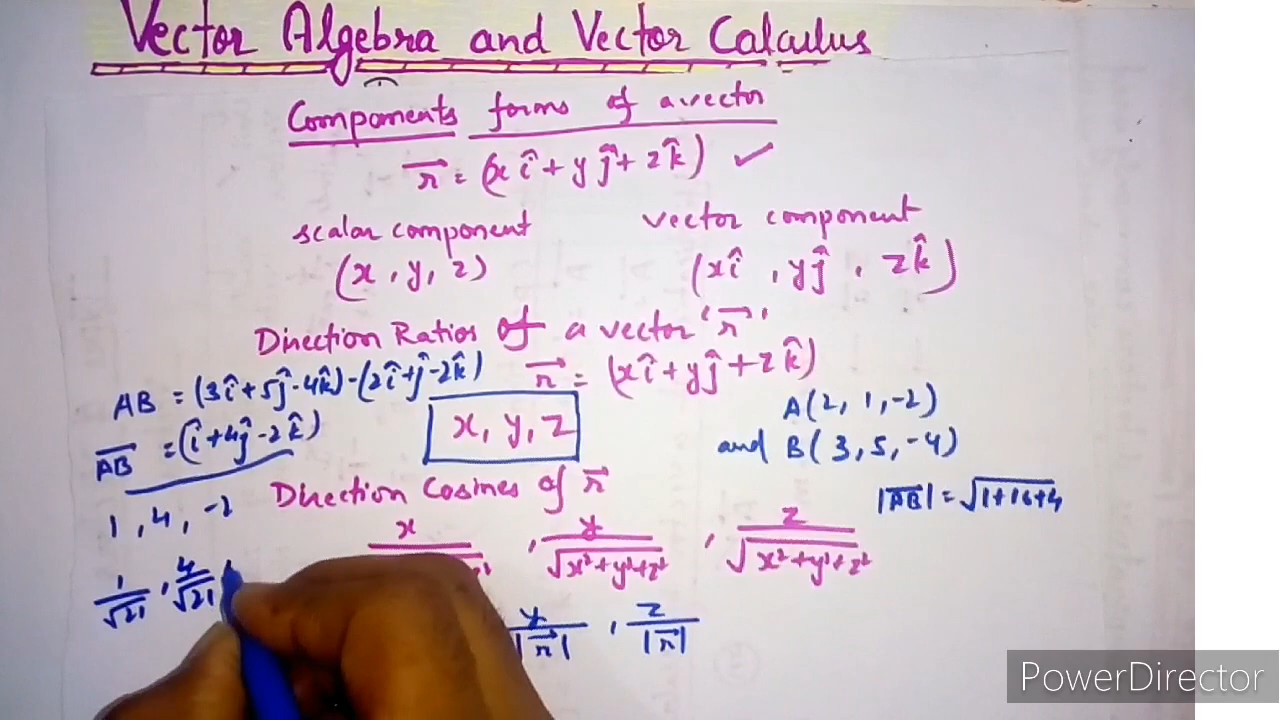 Vector Algebra and Vector Calculus
Components forms of a vector
r⃗ = (x î + y ĵ + z k̂) ✓
scalar component vector component
(x, y, z) (xî, yĵ, zk̂)
Direction Ratios of a vector 'r⃗'
AB = (3î+5ĵ-4k̂)-(2î+ĵ-2k̂) r⃗ = (xî+yĵ+zk̂)
A(2, 1, -2)
AB = (î+4ĵ-2k̂) x, y, z and B(3, 5, -4)
Direction Cosines of r⃗ |AB| = √1+16+4
1, 4, -2
x , y/√x²+y²+z² , z/√x²+y²+z²
1/√21 , 4/√21
y/|r⃗| , z/|r⃗|
PowerDirector